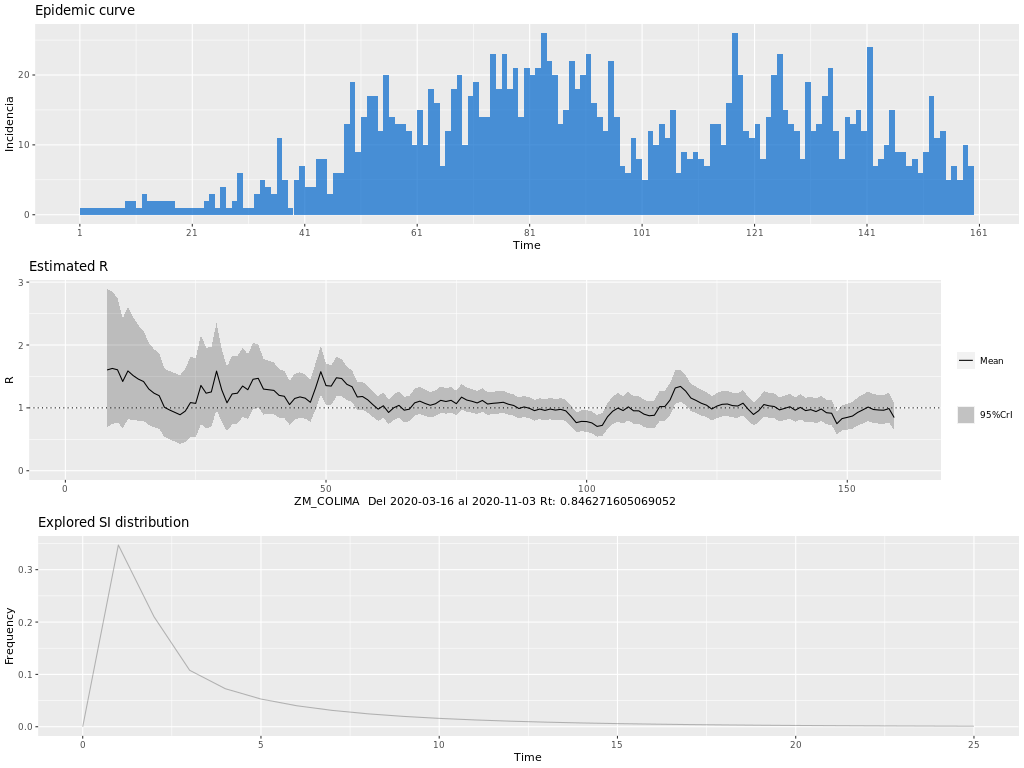 Epidemic curve
20
10
0
Incidencia
1 21 41 61 81 101 121 141 161
Time
Estimated R
3
2
1
0
R
0 50 100 150
ZM_COLIMA Del 2020-03-16 al 2020-11-03 Rt: 0.846271605069052
Mean
95%CrI
Explored SI distribution
0.3
0.2
0.1
0.0
Frequency
0 5 10 15 20 25
Time